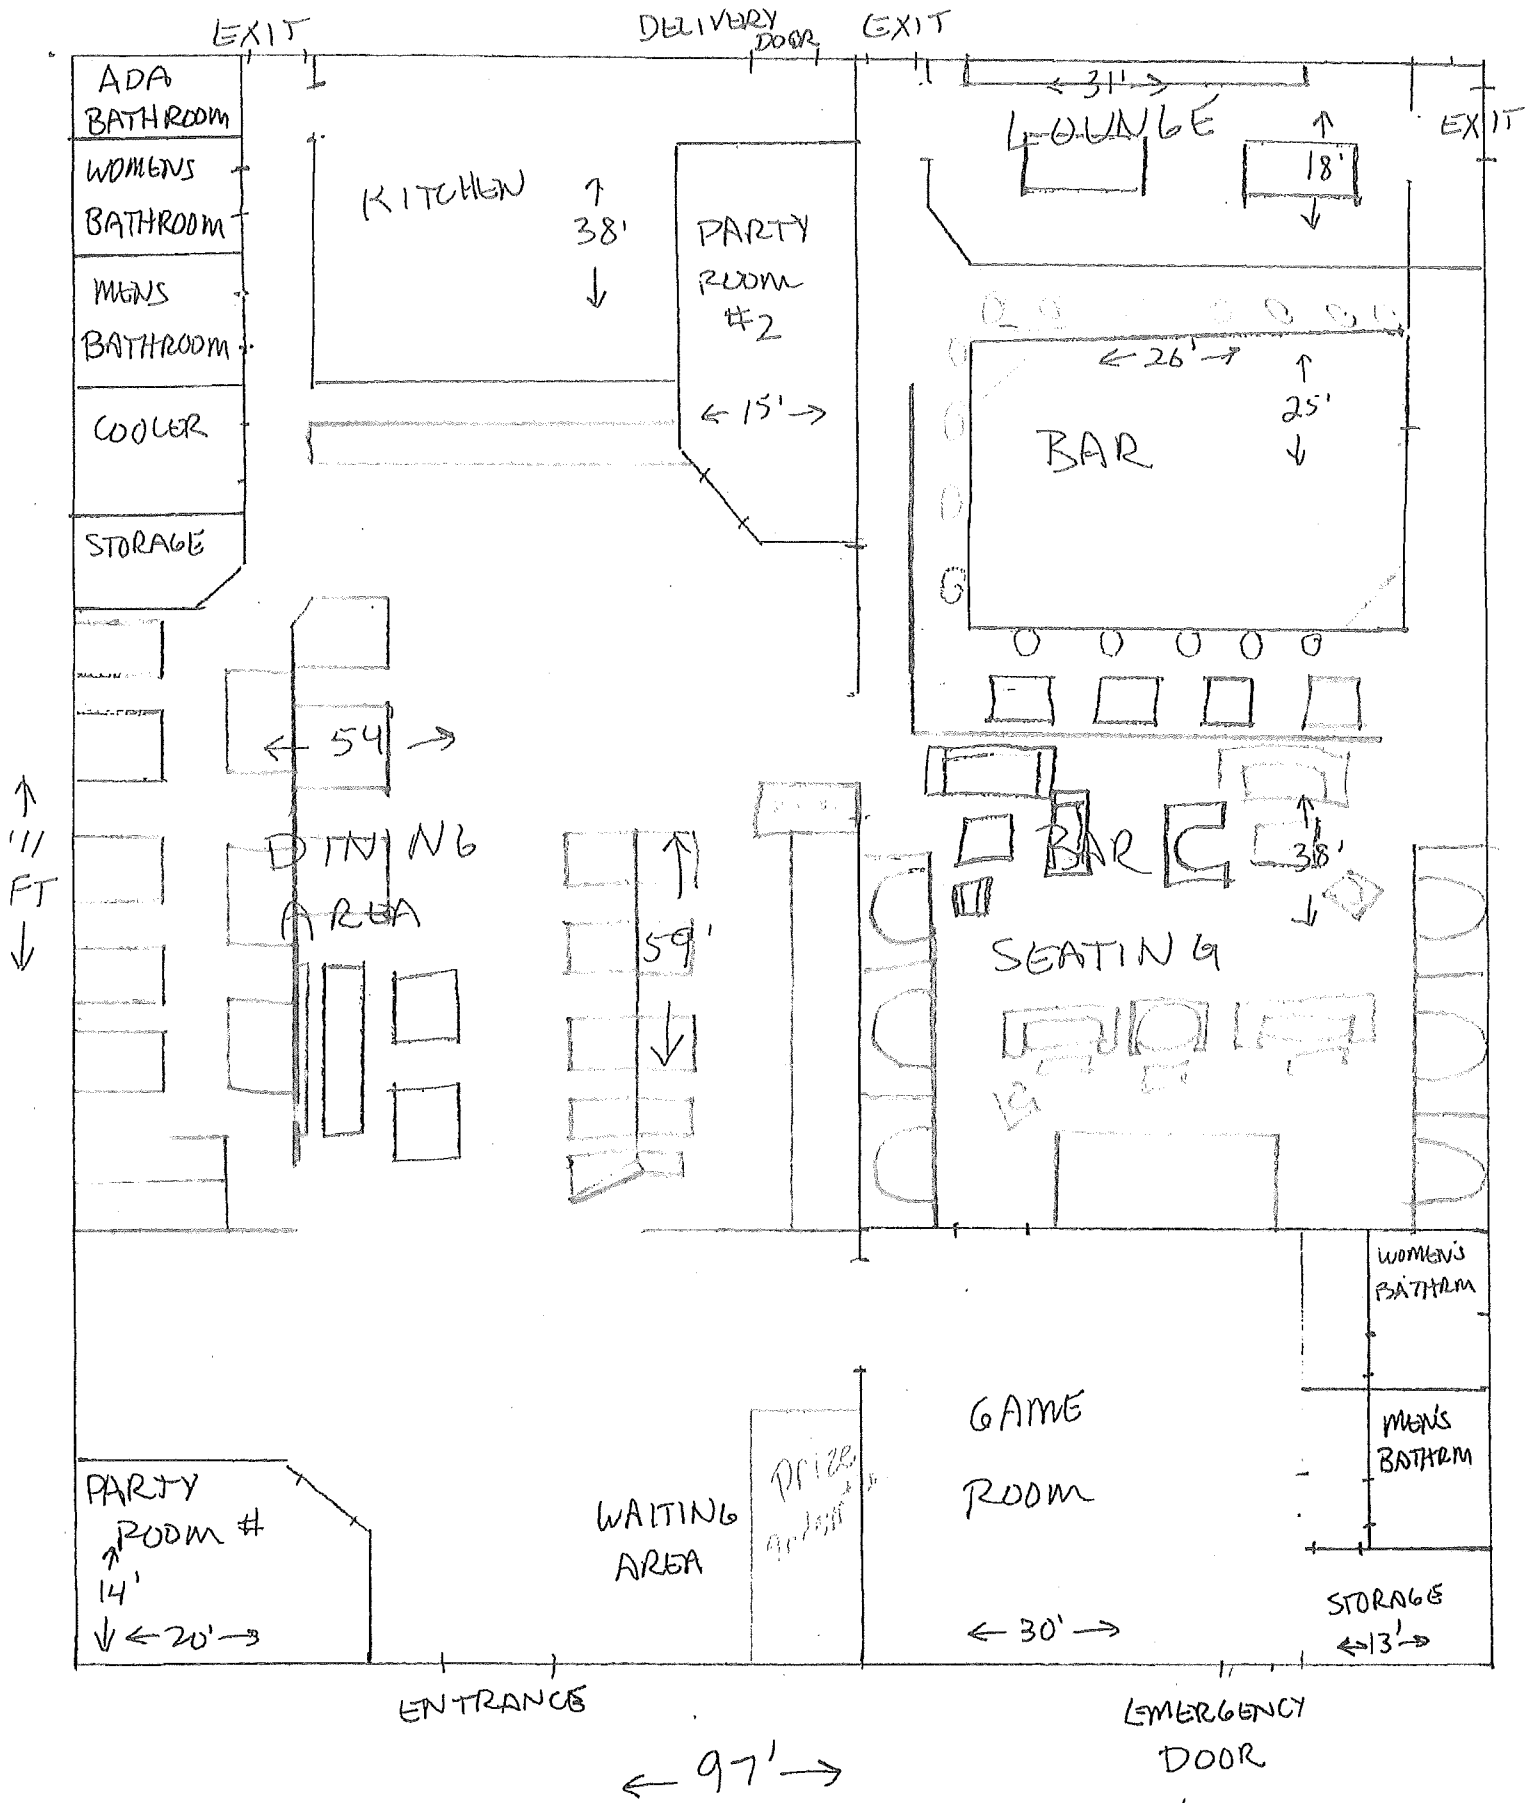 EXIT
DELIVERY
DOOR
EXIT
ADA
BATHROOM
31'
LOUNGE
EXIT
18'
WOMENS
BATHROOM
KITCHEN
38'
PARTY
ROOM
#2
MENS
BATHROOM
26'
25'
COOLER
15'
BAR
STORAGE
54
111
FT
DINING
AREA
59'
BAR
38'
SEATING
WOMEN'S
BATHRM
GAME
ROOM
MEN'S
BATHRM
PARTY
ROOM #
14'
20'
WAITING
AREA
prize
30'
STORAGE
13'
ENTRANCE
EMERGENCY
DOOR
97'